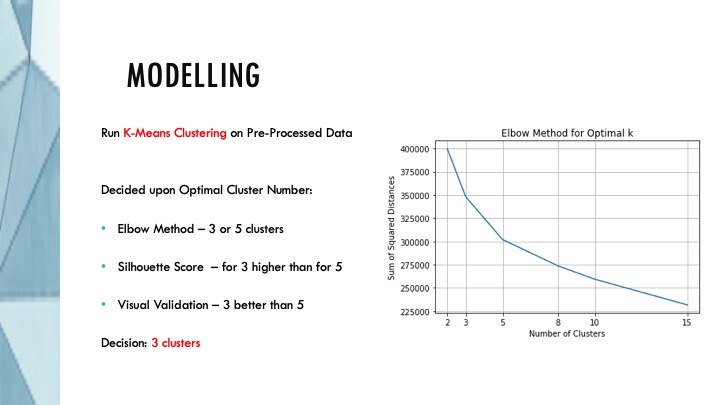 MODELLING
Run K-Means Clustering on Pre-Processed Data
Decided upon Optimal Cluster Number:
• Elbow Method – 3 or 5 clusters
• Silhouette Score – for 3 higher than for 5
• Visual Validation – 3 better than 5
Decision: 3 clusters
Elbow Method for Optimal k
400000
375000
350000
325000
300000
275000
250000
225000
Sum of Squared Distances
2 3 5 8 10 15
Number of Clusters